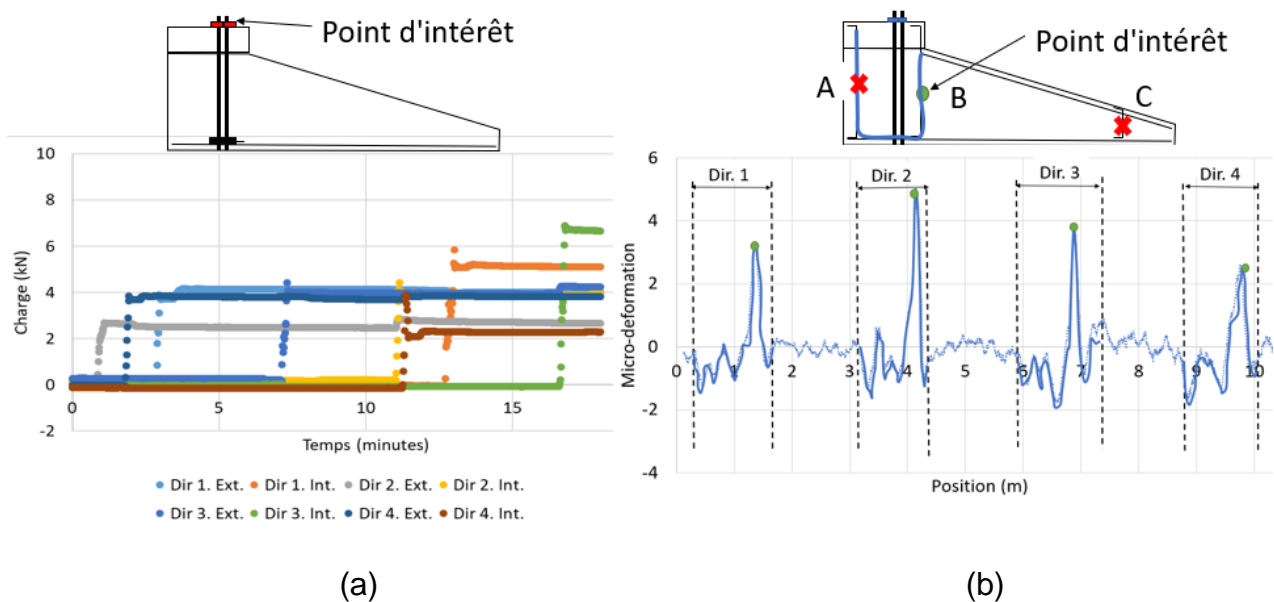 Point d'intérêt
10
8
6
4
2
0
-2
0 5 10 15
Charge (kN)
Temps (minutes)
Dir 1. Ext. Dir 1. Int. Dir 2. Ext. Dir 2. Int.
Dir 3. Ext. Dir 3. Int. Dir 4. Ext. Dir 4. Int.
(a)
Point d'intérêt
A B C
6
4
2
0
-2
-4
Dir. 1 Dir. 2 Dir. 3 Dir. 4
0 1 2 3 4 5 6 7 8 9 10
Micro-deformation
Position (m)
(b)